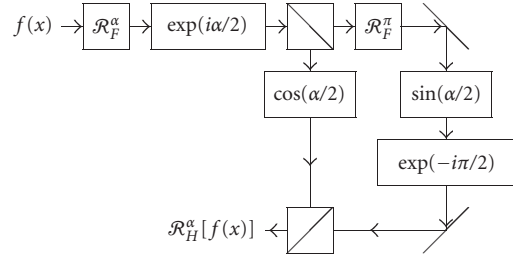 f(x) ℛ_F^α exp(iα/2) ℛ_F^π
cos(α/2) sin(α/2)
exp(−iπ/2)
ℛ_H^α[f(x)]